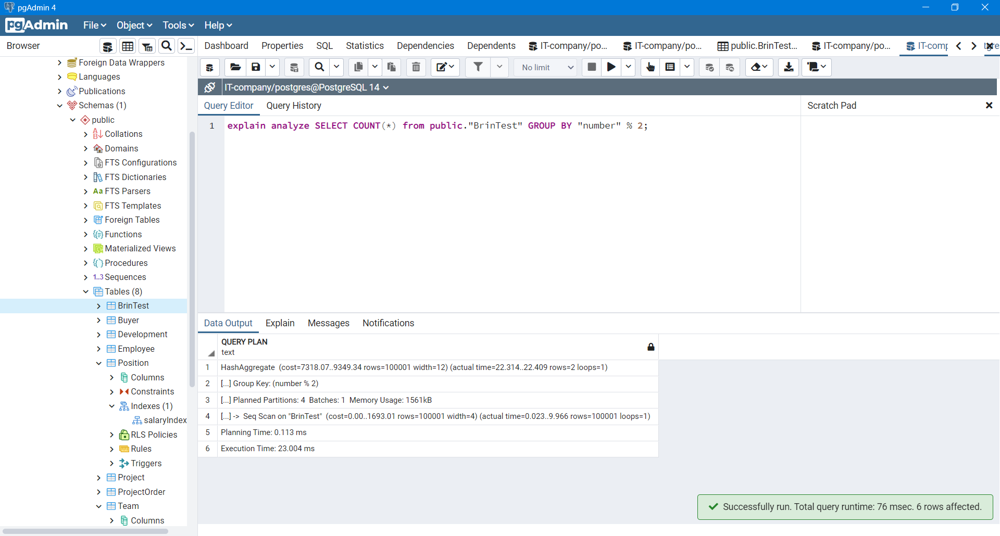 pgAdmin 4
pgAdmin File Object Tools Help
Browser
Dashboard Properties SQL Statistics Dependencies Dependents IT-company/po... IT-company/po... public.BrinTest... IT-company/po... IT-comp
No limit
IT-company/postgres@PostgreSQL 14
Query Editor Query History
Scratch Pad
1 explain analyze SELECT COUNT(*) from public."BrinTest" GROUP BY "number" % 2;
Foreign Data Wrappers
Languages
Publications
Schemas (1)
public
Collations
Domains
FTS Configurations
FTS Dictionaries
Aa FTS Parsers
FTS Templates
Foreign Tables
Functions
Materialized Views
Procedures
1..3 Sequences
Tables (8)
BrinTest
Buyer
Development
Employee
Position
Columns
Constraints
Indexes (1)
salaryIndex
RLS Policies
Rules
Triggers
Project
ProjectOrder
Team
Columns
Data Output Explain Messages Notifications
QUERY PLAN
text
1 HashAggregate (cost=7318.07..9349.34 rows=100001 width=12) (actual time=22.314..22.409 rows=2 loops=1)
2 [...] Group Key: (number % 2)
3 [...] Planned Partitions: 4 Batches: 1 Memory Usage: 1561kB
4 [...] -> Seq Scan on "BrinTest" (cost=0.00..1693.01 rows=100001 width=4) (actual time=0.023..9.966 rows=100001 loops=1)
5 Planning Time: 0.113 ms
6 Execution Time: 23.004 ms
Successfully run. Total query runtime: 76 msec. 6 rows affected.